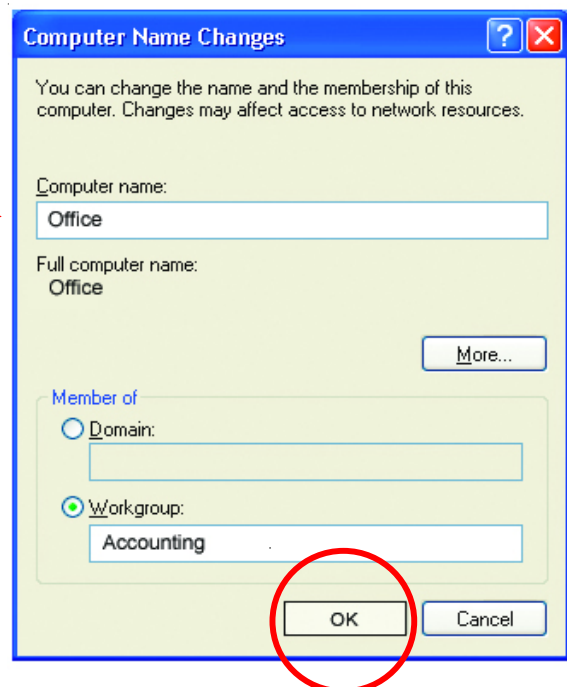 Computer Name Changes
?
You can change the name and the membership of this
computer. Changes may affect access to network resources.
Computer name:
Office
Full computer name:
Office
More...
Member of
Domain:
Workgroup:
Accounting
OK
Cancel